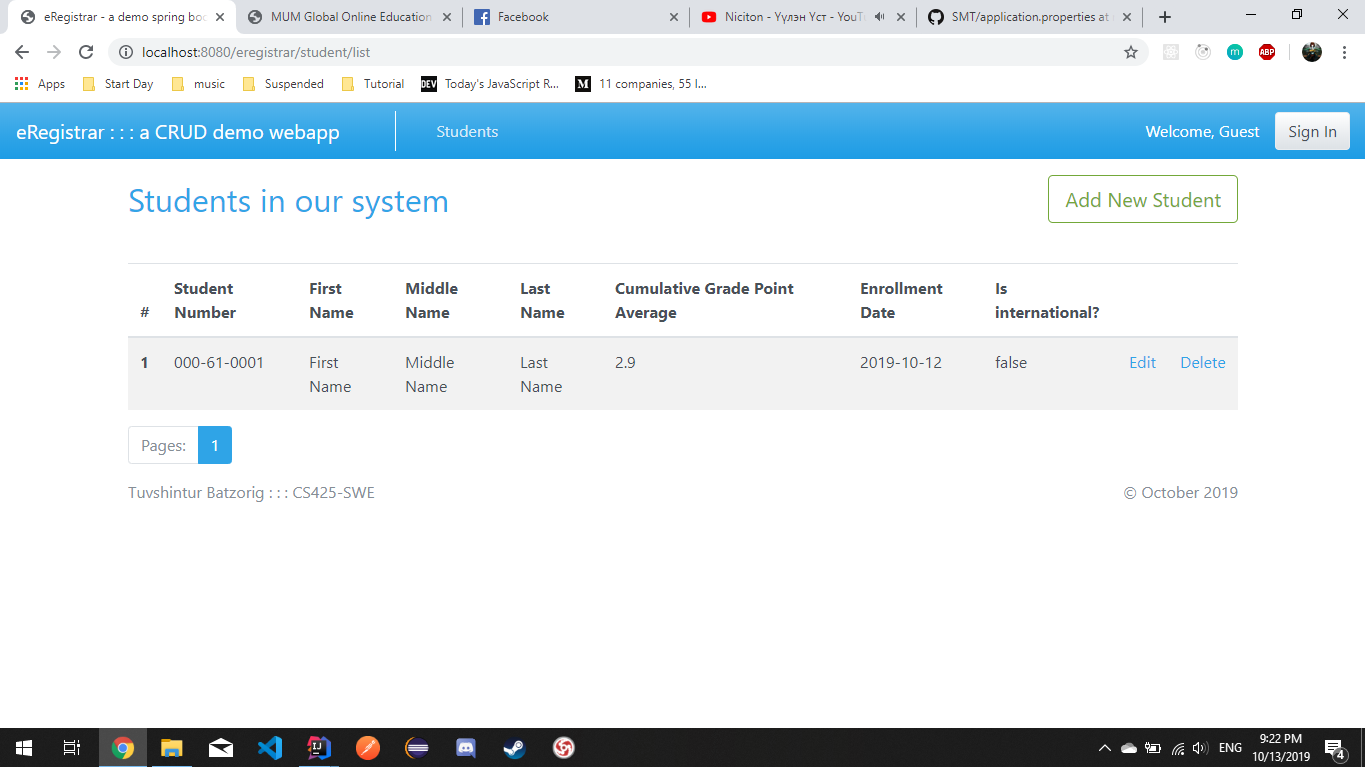 eRegistrar - a demo spring boo
MUM Global Online Education
Facebook
Niciton - Үүлэн Үст - YouTu
SMT/application.properties at
localhost:8080/eregistrar/student/list
ABP
Apps
Start Day
music
Suspended
Tutorial
DEV Today's JavaScript R...
M 11 companies, 55 l...
eRegistrar : : : a CRUD demo webapp
Students
Welcome, Guest
Sign In
Students in our system
Add New Student
# Student Number First Name Middle Name Last Name Cumulative Grade Point Average Enrollment Date Is international?
1 000-61-0001 First Name Middle Name Last Name 2.9 2019-10-12 false Edit Delete
Pages: 1
Tuvshintur Batzorig : : : CS425-SWE
© October 2019
ENG
9:22 PM
10/13/2019
4